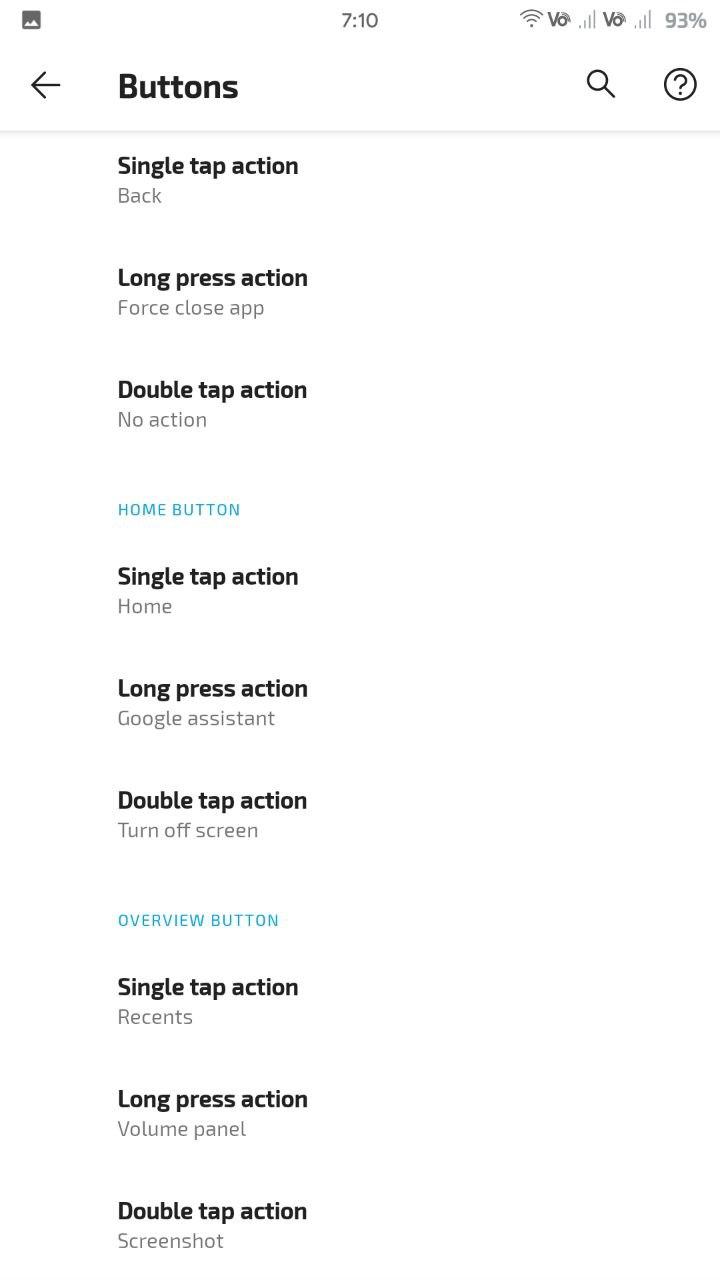 7:10
Vo Vo 93%
Buttons
Single tap action
Back
Long press action
Force close app
Double tap action
No action
HOME BUTTON
Single tap action
Home
Long press action
Google assistant
Double tap action
Turn off screen
OVERVIEW BUTTON
Single tap action
Recents
Long press action
Volume panel
Double tap action
Screenshot